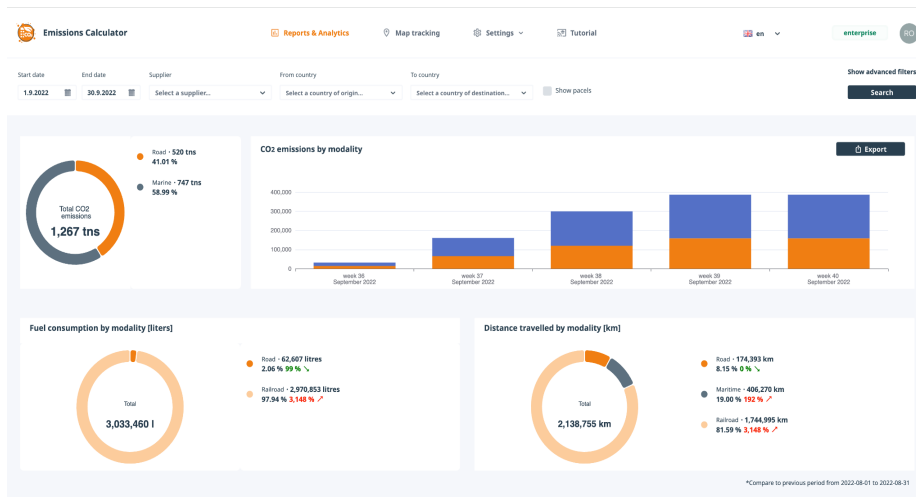 Emissions Calculator
Reports & Analytics
Map tracking
Settings
Tutorial
en
enterprise
RO
Start date
End date
Supplier
From country
To country
Show advanced filters
1.9.2022
30.9.2022
Select a supplier...
Select a country of origin...
Select a country of destination...
Show pacels
Search
Total CO2
emissions
1,267 tns
Road - 520 tns
41.01 %
Marine - 747 tns
58.99 %
CO2 emissions by modality
Export
400,000
300,000
200,000
100,000
0
week 36
September 2022
week 37
September 2022
week 38
September 2022
week 39
September 2022
week 40
September 2022
Fuel consumption by modality [liters]
Total
3,033,460 l
Road - 62,607 litres
2.06 % 99 % ↘
Railroad - 2,970,853 litres
97.94 % 3,148 % ↗
Distance travelled by modality [km]
Total
2,138,755 km
Road - 174,393 km
8.15 % 0 % ↘
Maritime - 406,270 km
19.00 % 192 % ↗
Railroad - 1,744,995 km
81.59 % 3,148 % ↗
*Compare to previous period from 2022-08-01 to 2022-08-31